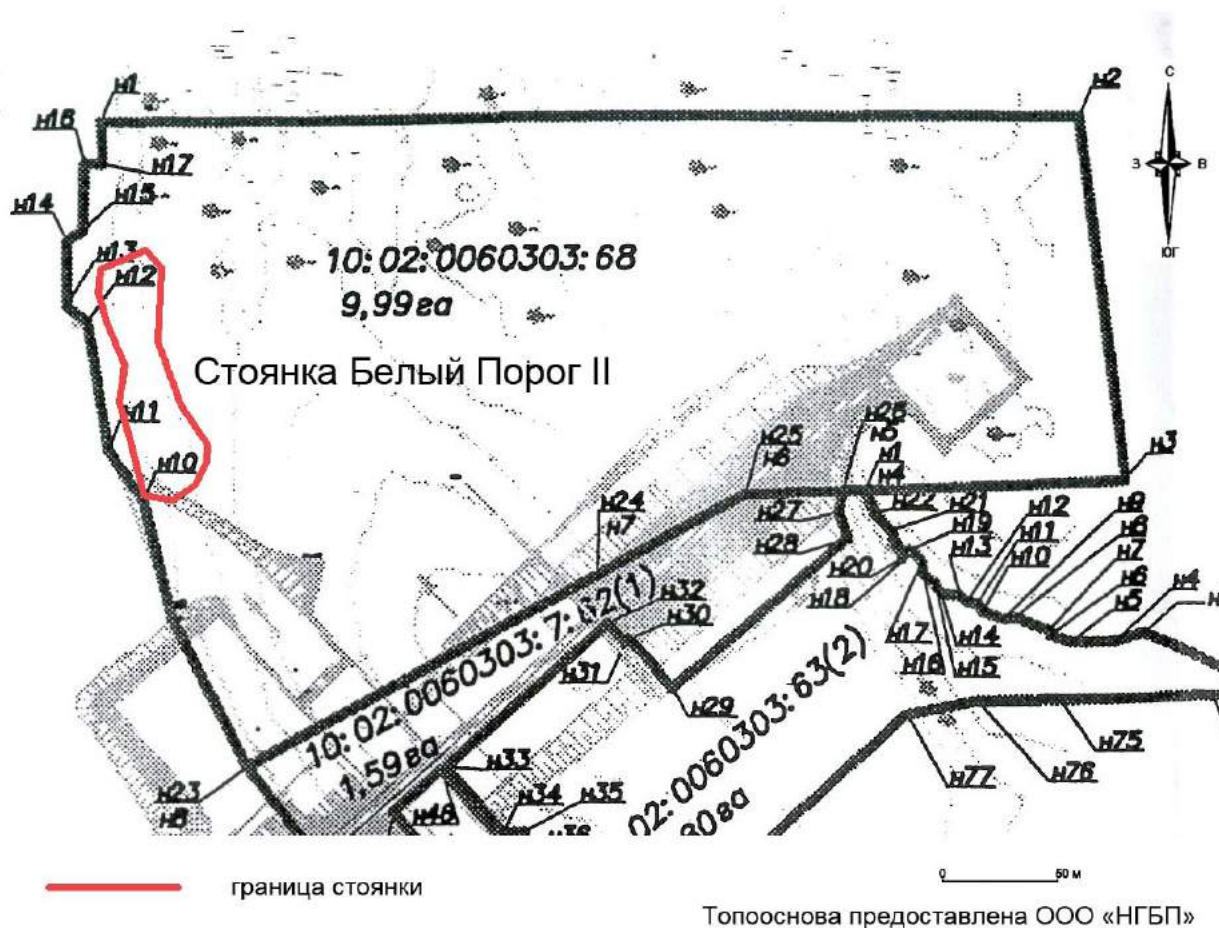 н1
н2
С
н16
н17
З В
н14
н15
ЮГ
н13
н12
10:02:0060303:68
9,99га
Стоянка Белый Порог II
н11
н10
н25
н6
н26
н5
н1
н4
н3
н24
н7
н27
н22
н21
н12
н9
н28
н19
н11
н8
н20
н13
н10
н7
н32
н18
н6
н4
н30
н5
н17
н14
н31
н16
н15
н29
10:02:0060303:7:62(1)
1,59га
02:0060303:63(2)
н75
н33
н76
н23
н8
н77
н46
н34
н35
н36
граница стоянки
0 50 м
Топооснова предоставлена ООО «НГБП»